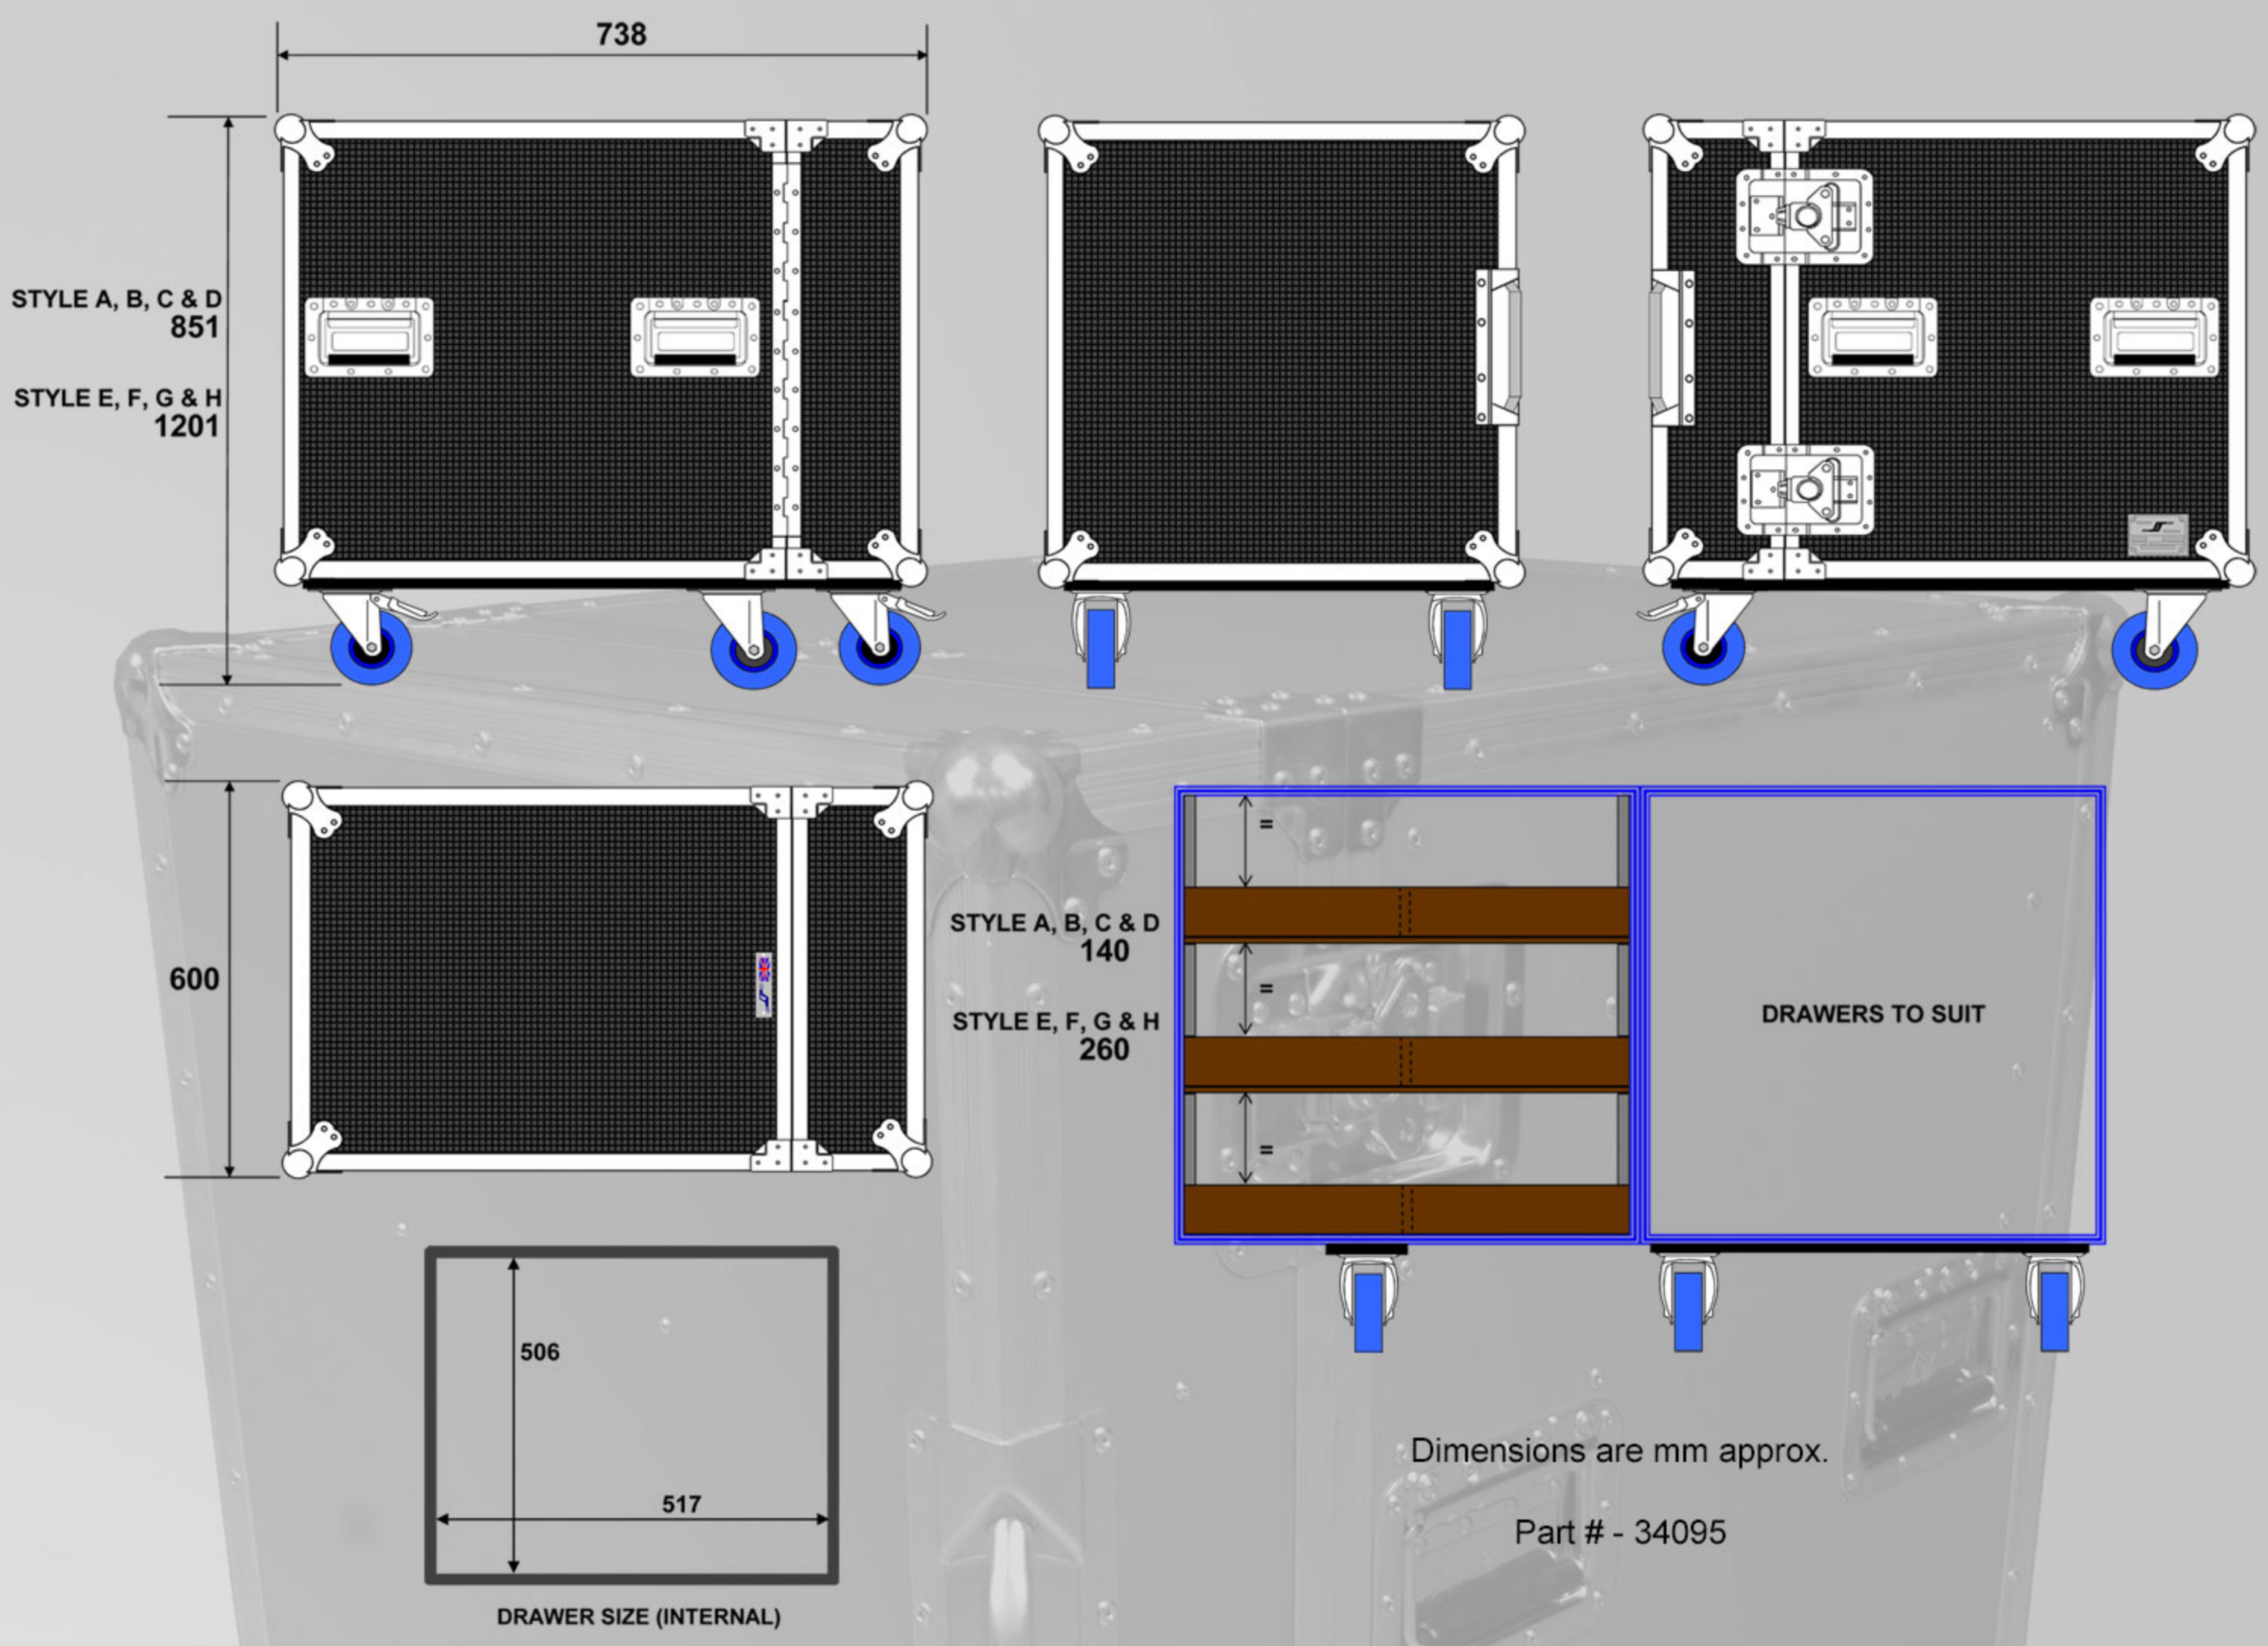 738
STYLE A, B, C & D
851
STYLE E, F, G & H
1201
600
STYLE A, B, C & D
140
STYLE E, F, G & H
260
=
=
=
DRAWERS TO SUIT
506
517
DRAWER SIZE (INTERNAL)
Dimensions are mm approx.
Part # - 34095